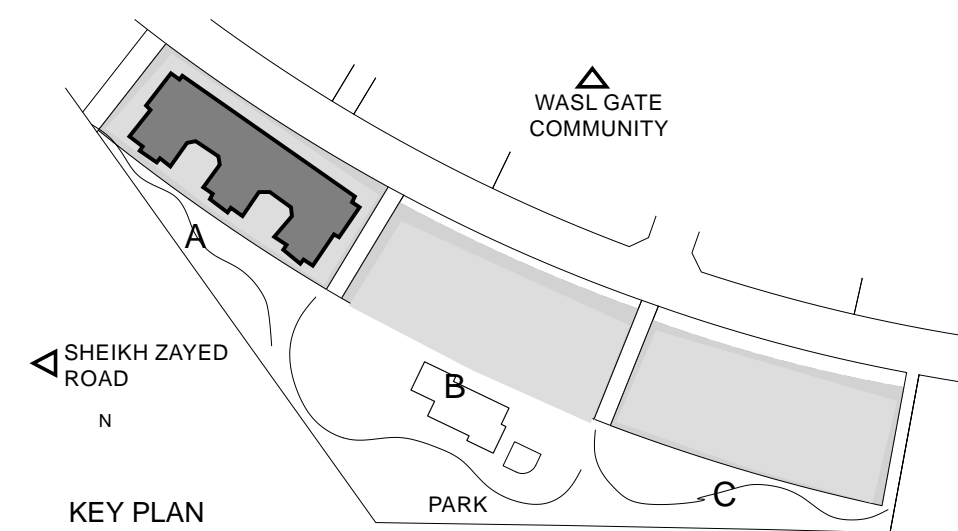 WASL GATE
COMMUNITY
A
SHEIKH ZAYED
ROAD
B
N
C
PARK
KEY PLAN